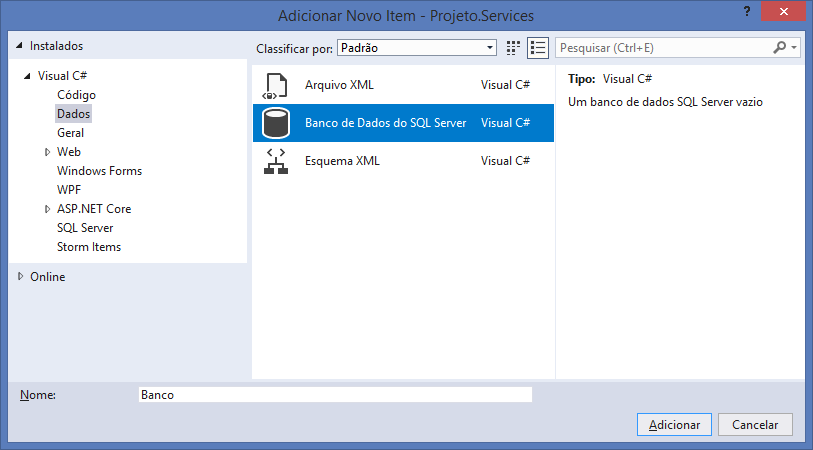 Adicionar Novo Item - Projeto.Services
?
Instalados
Classificar por: Padrão
Pesquisar (Ctrl+E)
Visual C#
Código
Dados
Geral
Web
Windows Forms
WPF
ASP.NET Core
SQL Server
Storm Items
Online
Arquivo XML Visual C#
Banco de Dados do SQL Server Visual C#
Esquema XML Visual C#
Tipo: Visual C#
Um banco de dados SQL Server vazio
Nome: Banco
Adicionar Cancelar